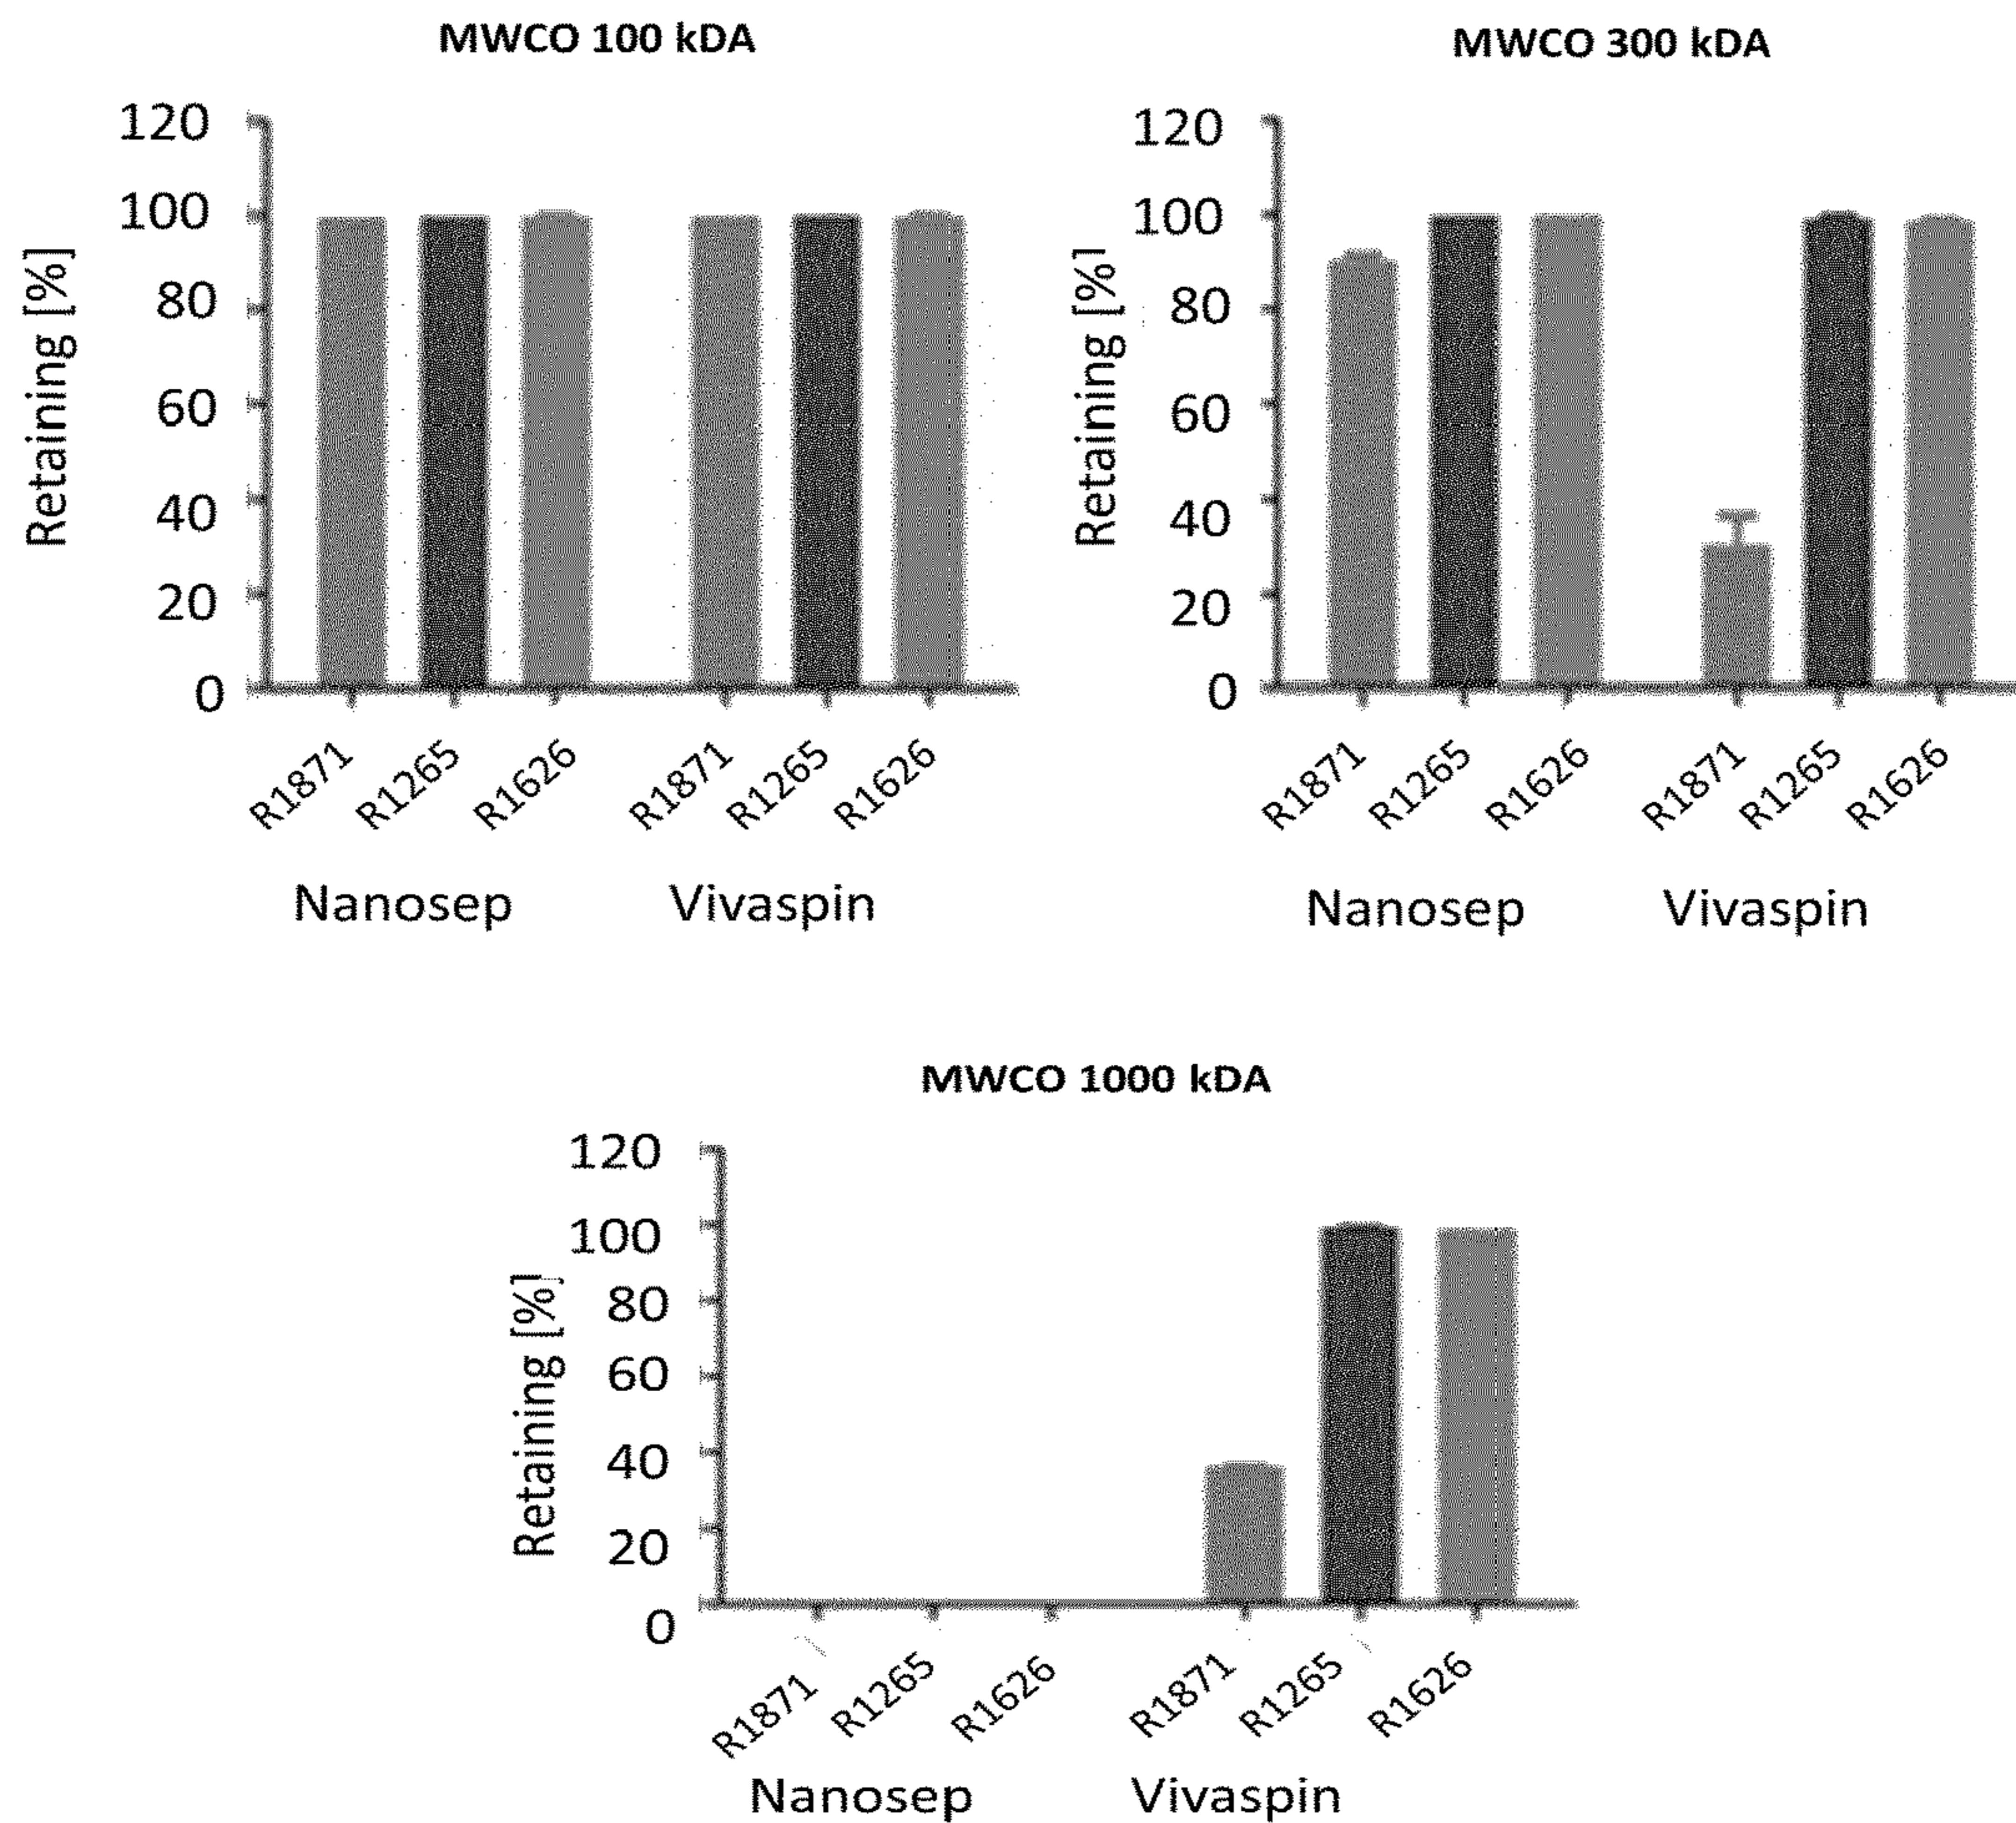 MWCO 100 kDA
Retaining [%]
120
100
80
60
40
20
0
R1871
R1265
R1626
R1871
R1265
R1626
Nanosep
Vivaspin
MWCO 300 kDA
Retaining [%]
120
100
80
60
40
20
0
R1871
R1265
R1626
R1871
R1265
R1626
Nanosep
Vivaspin
MWCO 1000 kDA
Retaining [%]
120
100
80
60
40
20
0
R1871
R1265
R1626
R1871
R1265
R1626
Nanosep
Vivaspin